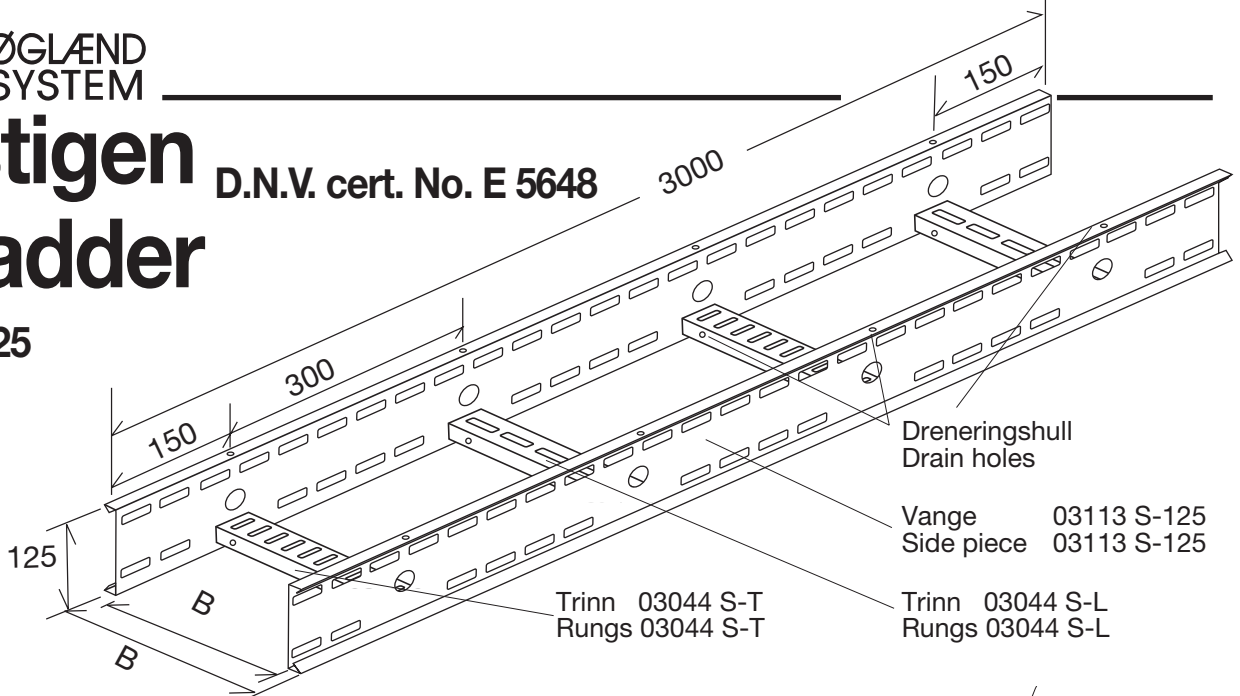 ØGLÆND
SYSTEM
stigen
D.N.V. cert. No. E 5648
adder
25
150
3000
300
150
125
B
B
Dreneringshull
Drain holes
Vange 03113 S-125
Side piece 03113 S-125
Trinn 03044 S-T
Rungs 03044 S-T
Trinn 03044 S-L
Rungs 03044 S-L